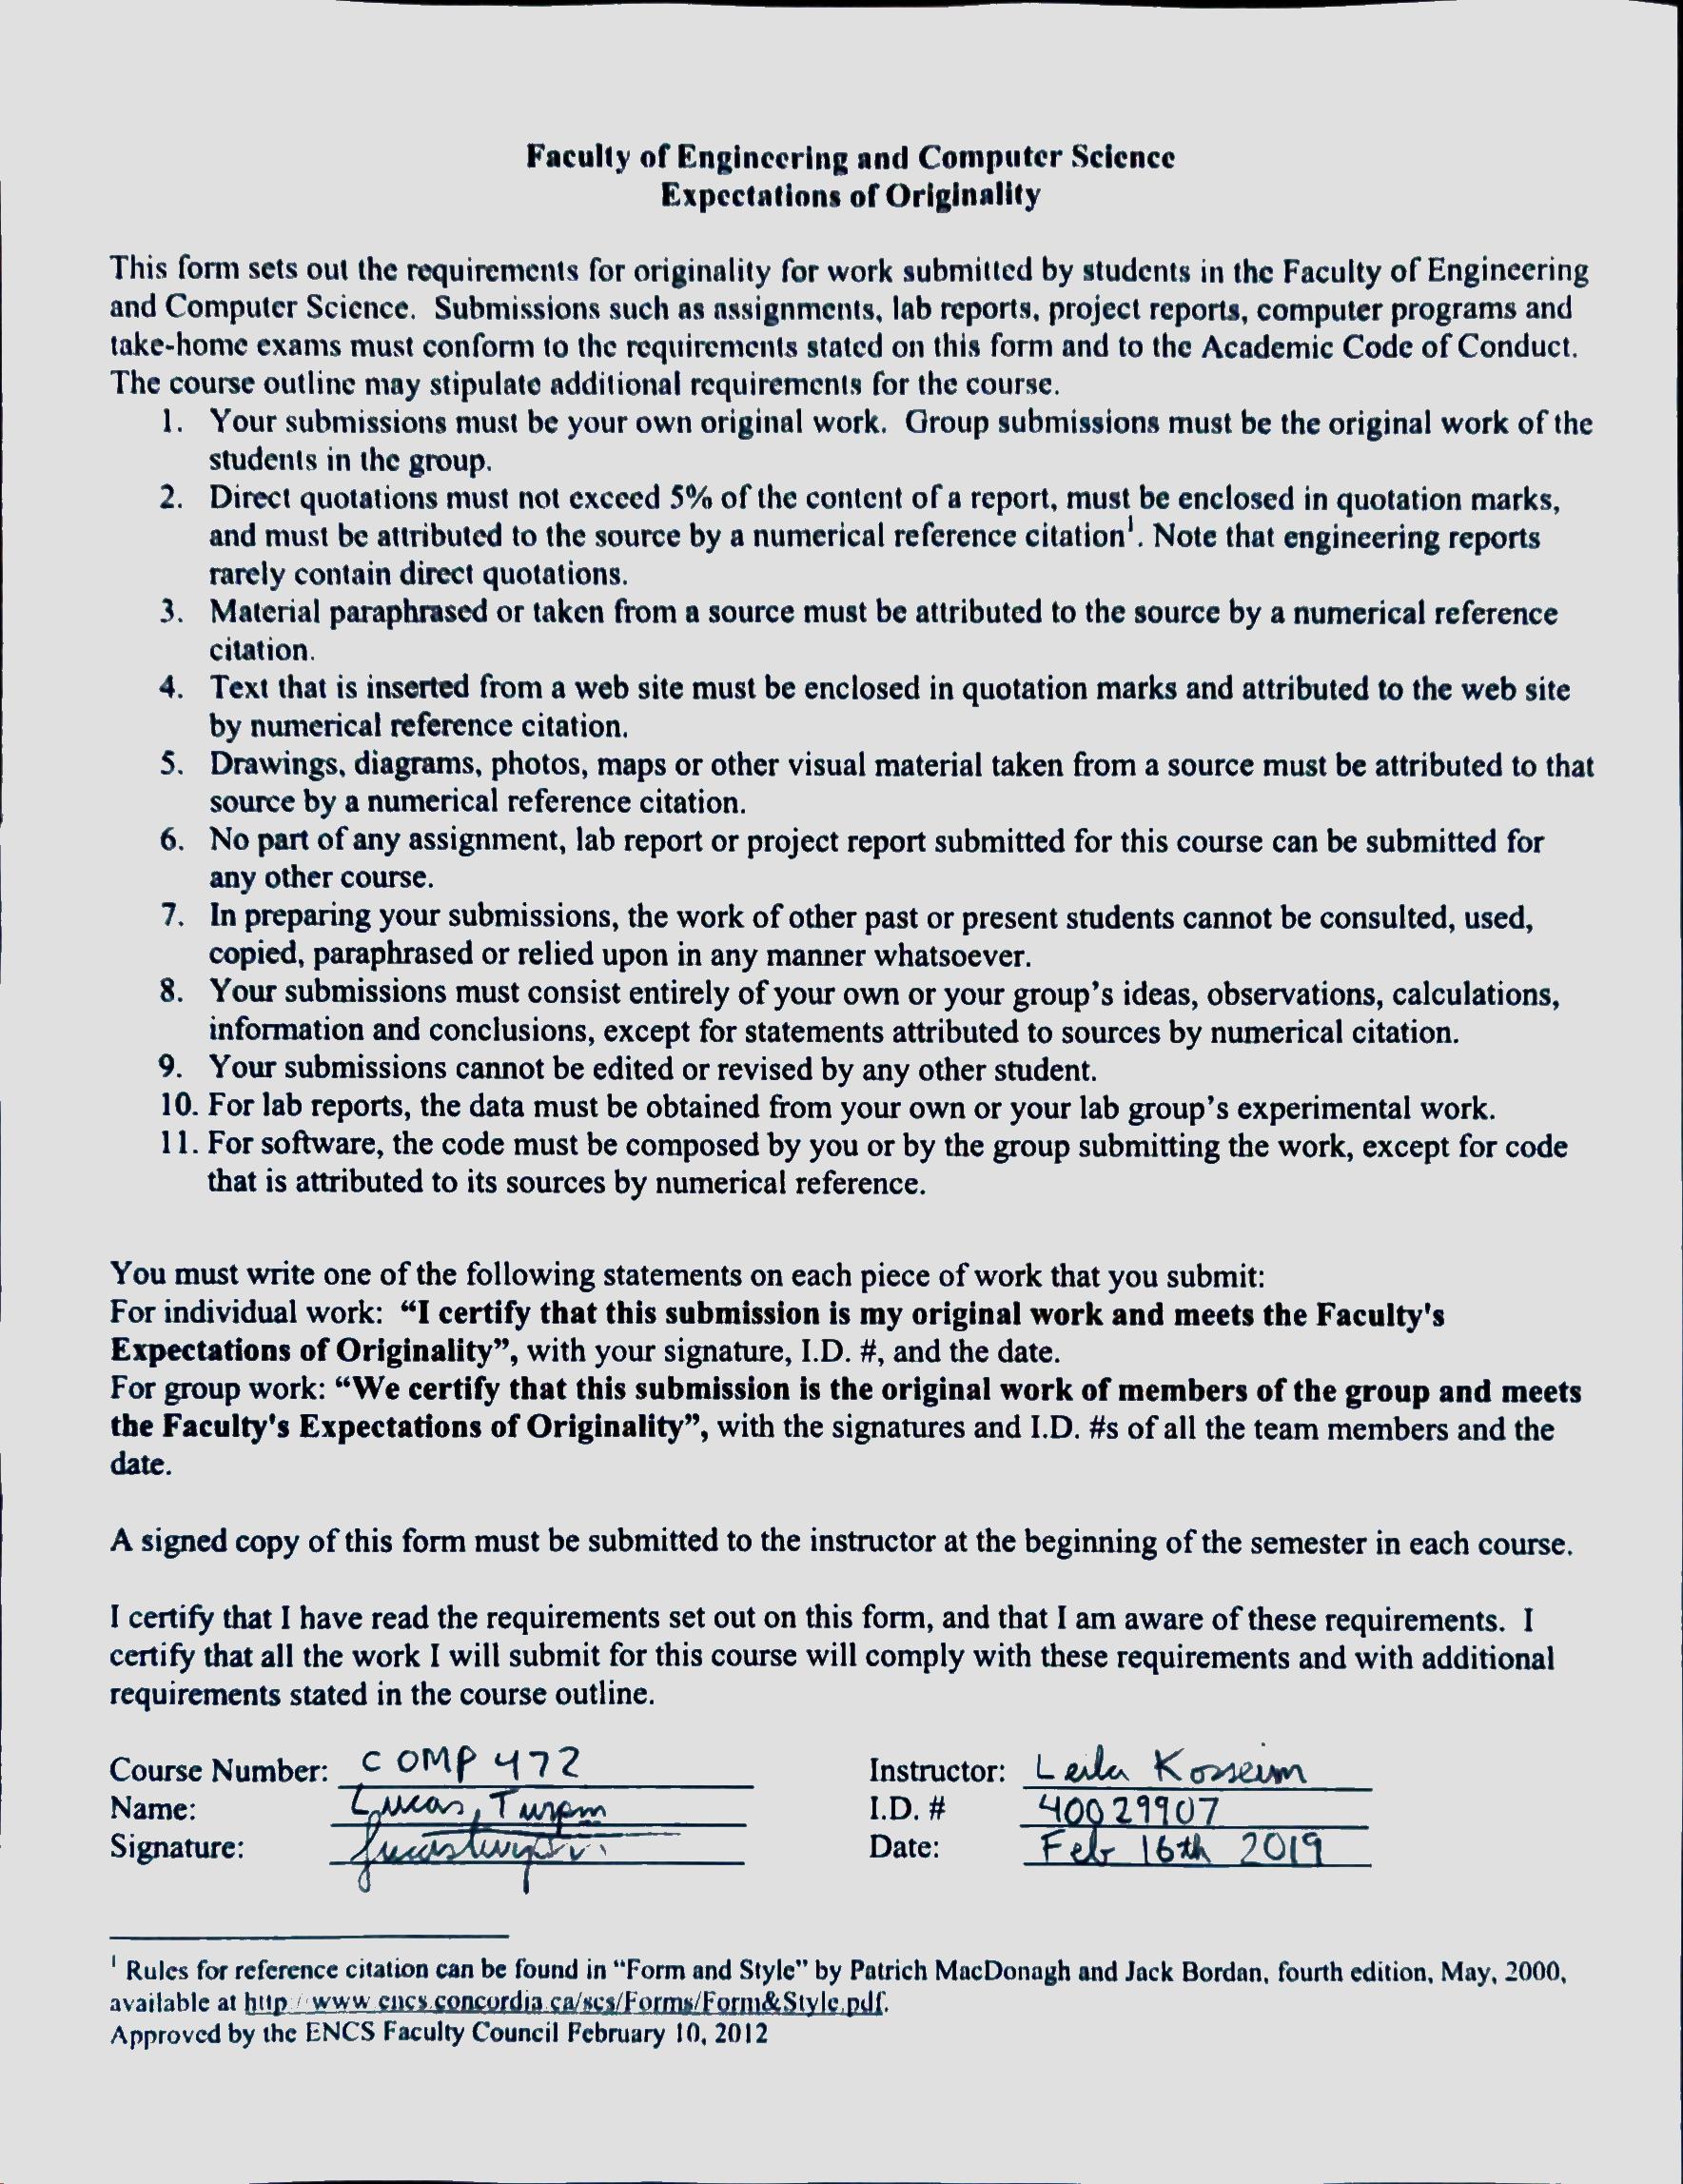 Faculty of Engineering and Computer Science
Expectations of Originality
This form sets out the requirements for originality for work submitted by students in the Faculty of Engineering
and Computer Science. Submissions such as assignments, lab reports, project reports, computer programs and
take-home exams must conform to the requirements stated on this form and to the Academic Code of Conduct.
The course outline may stipulate additional requirements for the course.
1. Your submissions must be your own original work. Group submissions must be the original work of the
students in the group.
2. Direct quotations must not exceed 5% of the content of a report, must be enclosed in quotation marks,
and must be attributed to the source by a numerical reference citation¹. Note that engineering reports
rarely contain direct quotations.
3. Material paraphrased or taken from a source must be attributed to the source by a numerical reference
citation.
4. Text that is inserted from a web site must be enclosed in quotation marks and attributed to the web site
by numerical reference citation.
5. Drawings, diagrams, photos, maps or other visual material taken from a source must be attributed to that
source by a numerical reference citation.
6. No part of any assignment, lab report or project report submitted for this course can be submitted for
any other course.
7. In preparing your submissions, the work of other past or present students cannot be consulted, used,
copied, paraphrased or relied upon in any manner whatsoever.
8. Your submissions must consist entirely of your own or your group's ideas, observations, calculations,
information and conclusions, except for statements attributed to sources by numerical citation.
9. Your submissions cannot be edited or revised by any other student.
10. For lab reports, the data must be obtained from your own or your lab group's experimental work.
11. For software, the code must be composed by you or by the group submitting the work, except for code
that is attributed to its sources by numerical reference.
You must write one of the following statements on each piece of work that you submit:
For individual work: "I certify that this submission is my original work and meets the Faculty's
Expectations of Originality", with your signature, I.D. #, and the date.
For group work: "We certify that this submission is the original work of members of the group and meets
the Faculty's Expectations of Originality", with the signatures and I.D. #s of all the team members and the
date.
A signed copy of this form must be submitted to the instructor at the beginning of the semester in each course.
I certify that I have read the requirements set out on this form, and that I am aware of these requirements. I
certify that all the work I will submit for this course will comply with these requirements and with additional
requirements stated in the course outline.
Course Number: COMP 472 Instructor: Leila Kosseim
Name: Lucas, I.D. # 40029907
Signature: Date: Feb 16th 2019
¹ Rules for reference citation can be found in "Form and Style" by Patrich MacDonagh and Jack Bordan, fourth edition, May, 2000,
available at http://www.encs.concordia.ca/scs/Forms/Form&Style.pdf.
Approved by the ENCS Faculty Council February 10, 2012